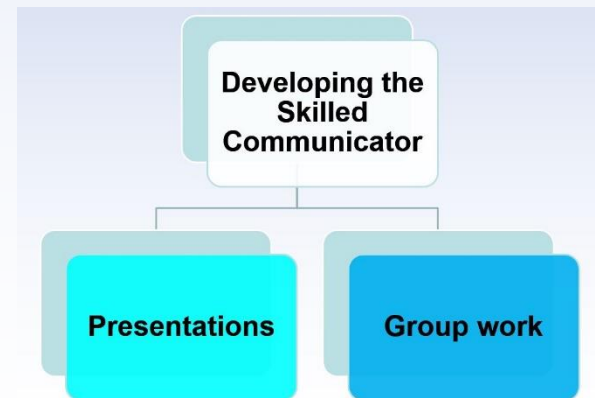 Developing the
Skilled
Communicator
Presentations
Group work